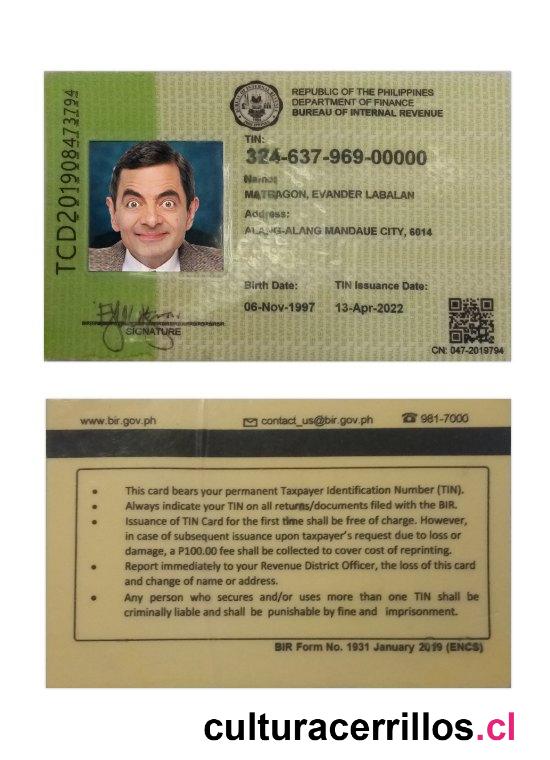 TCD201908473794
REPUBLIC OF THE PHILIPPINES
DEPARTMENT OF FINANCE
BUREAU OF INTERNAL REVENUE
TIN:
324-637-969-00000
Name:
MATBAGON, EVANDER LABALAN
Address:
ALANG-ALANG MANDAUE CITY, 6014
Birth Date: TIN Issuance Date:
06-Nov-1997 13-Apr-2022
SIGNATURE
CN: 047-2019794
www.bir.gov.ph contact_us@bir.gov.ph 981-7000
• This card bears your permanent Taxpayer Identification Number (TIN).
• Always indicate your TIN on all returns/documents filed with the BIR.
• Issuance of TIN Card for the first time shall be free of charge. However,
in case of subsequent issuance upon taxpayer's request due to loss or
damage, a P100.00 fee shall be collected to cover cost of reprinting.
• Report immediately to your Revenue District Officer, the loss of this card
and change of name or address.
• Any person who secures and/or uses more than one TIN shall be
criminally liable and shall be punishable by fine and imprisonment.
BIR Form No. 1931 January 2019 (ENCS)
culturacerrillos.cl